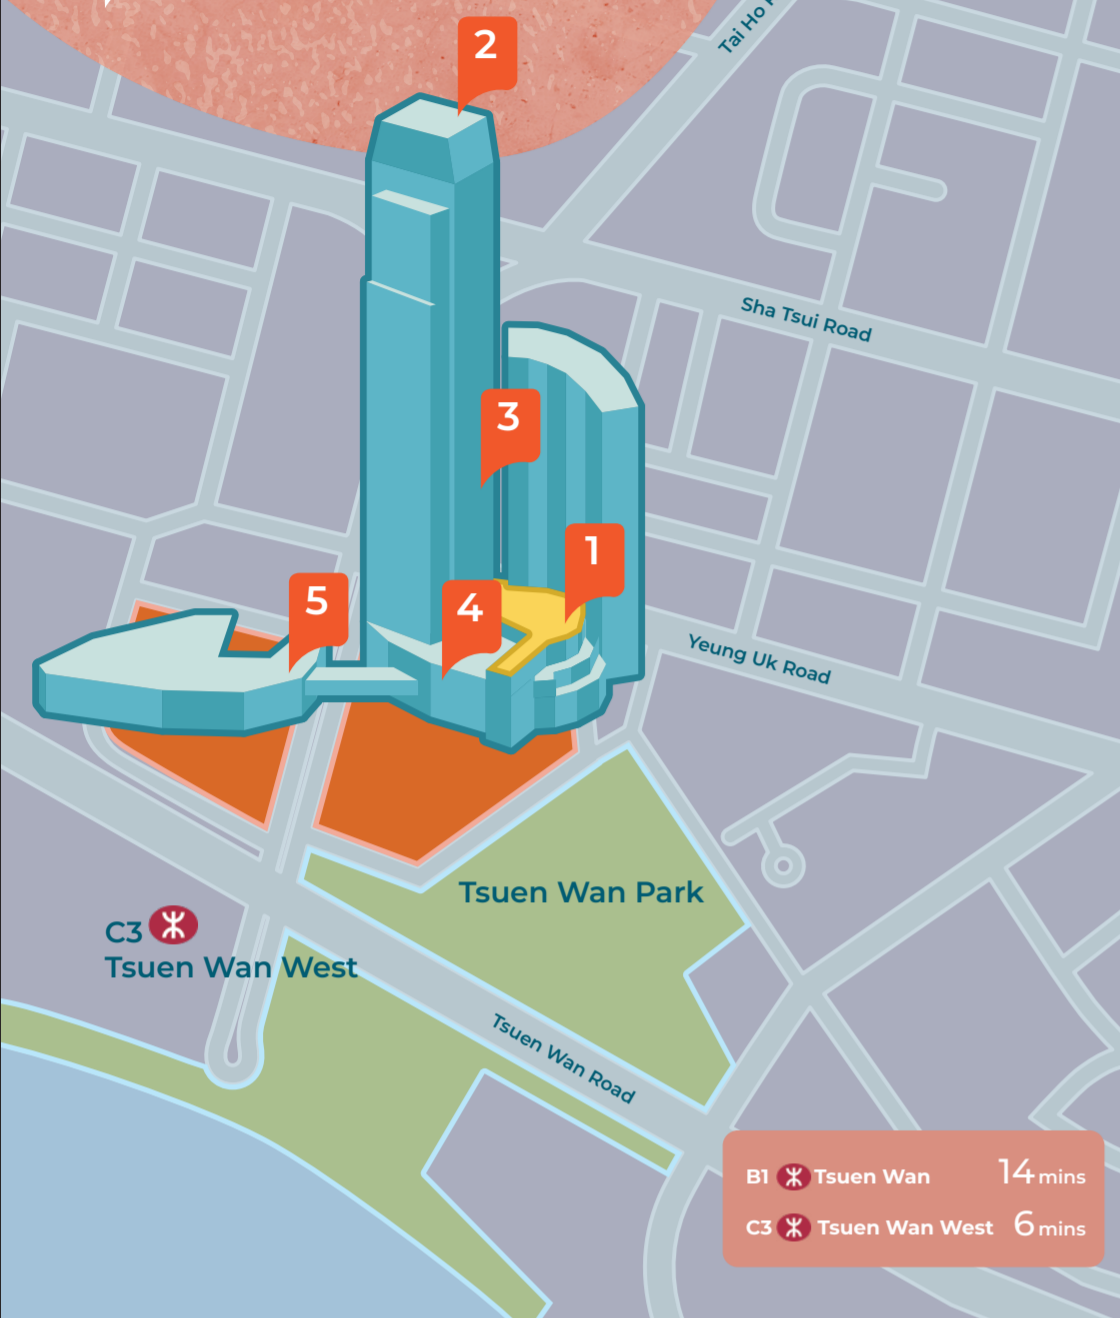 Tai Ho
2
Sha Tsui Road
3
1
5
4
Yeung Uk Road
Tsuen Wan Park
C3
Tsuen Wan West
Tsuen Wan Road
B1 Tsuen Wan 14 mins
C3 Tsuen Wan West 6 mins